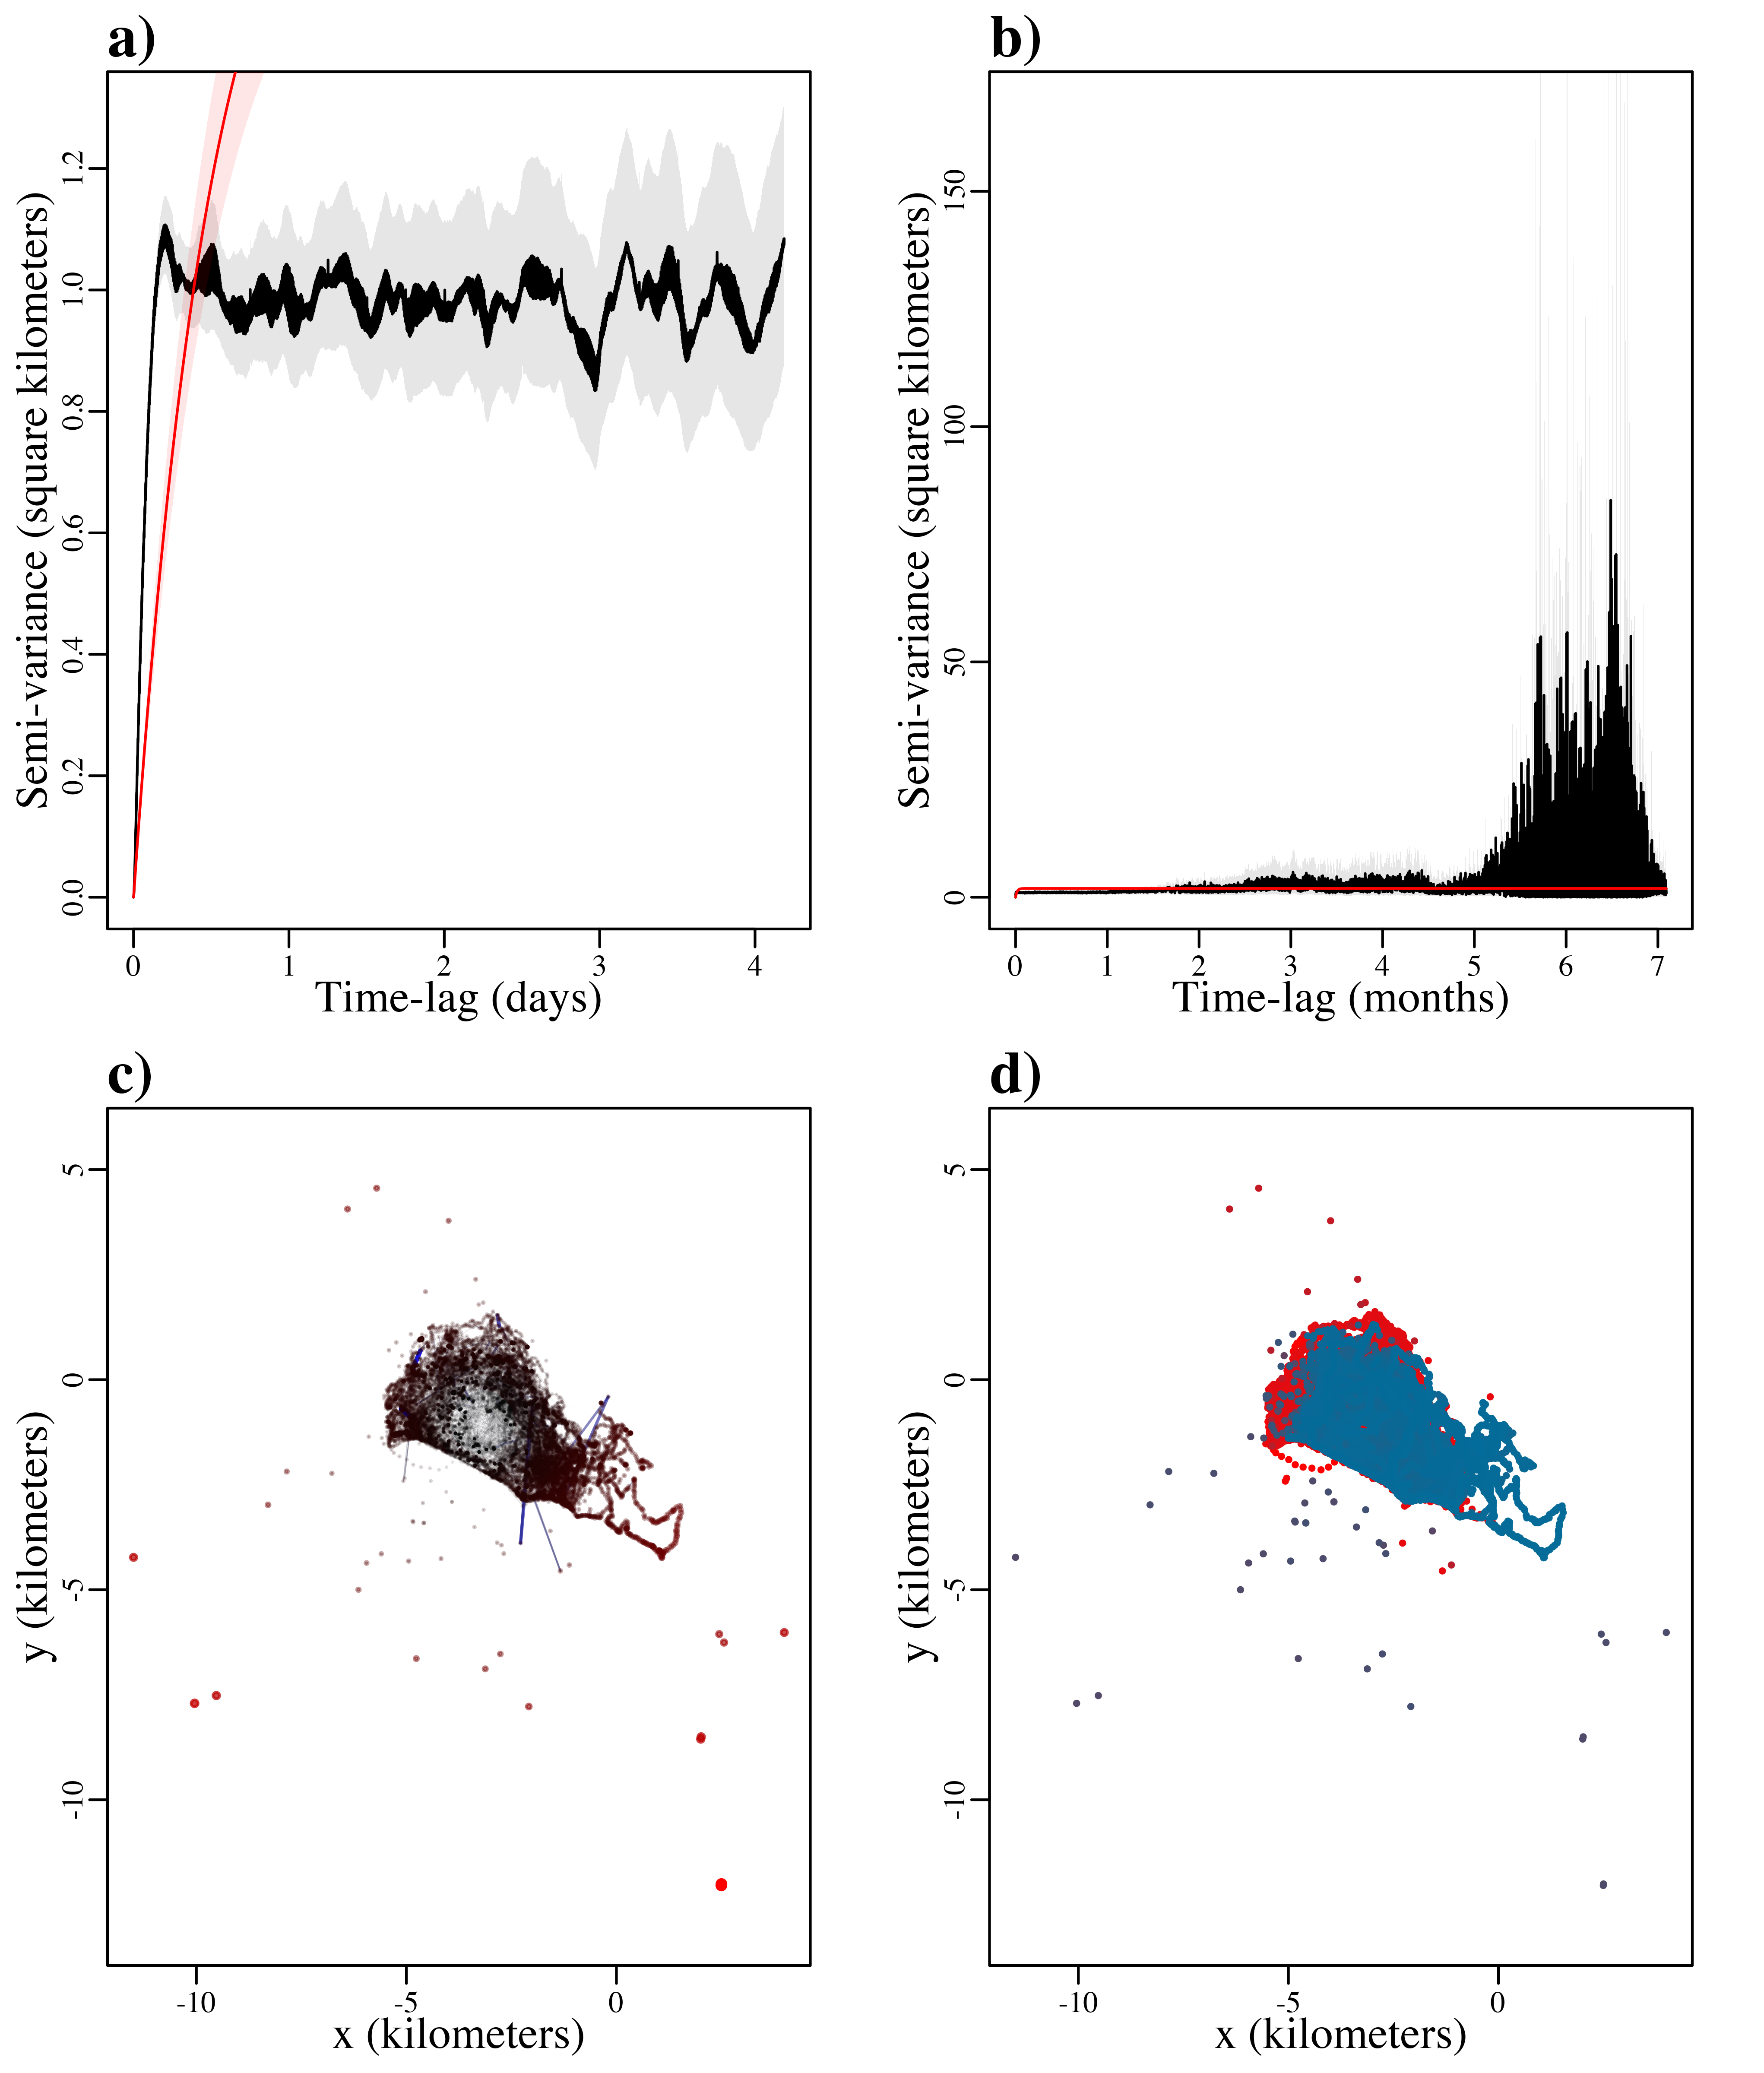 a)
Semi-variance (square kilometers)
0.0 0.2 0.4 0.6 0.8 1.0 1.2
0 1 2 3 4
Time-lag (days)
b)
Semi-variance (square kilometers)
0 50 100 150
0 1 2 3 4 5 6 7
Time-lag (months)
c)
y (kilometers)
-10 -5 0 5
-10 -5 0
x (kilometers)
d)
y (kilometers)
-10 -5 0 5
-10 -5 0
x (kilometers)